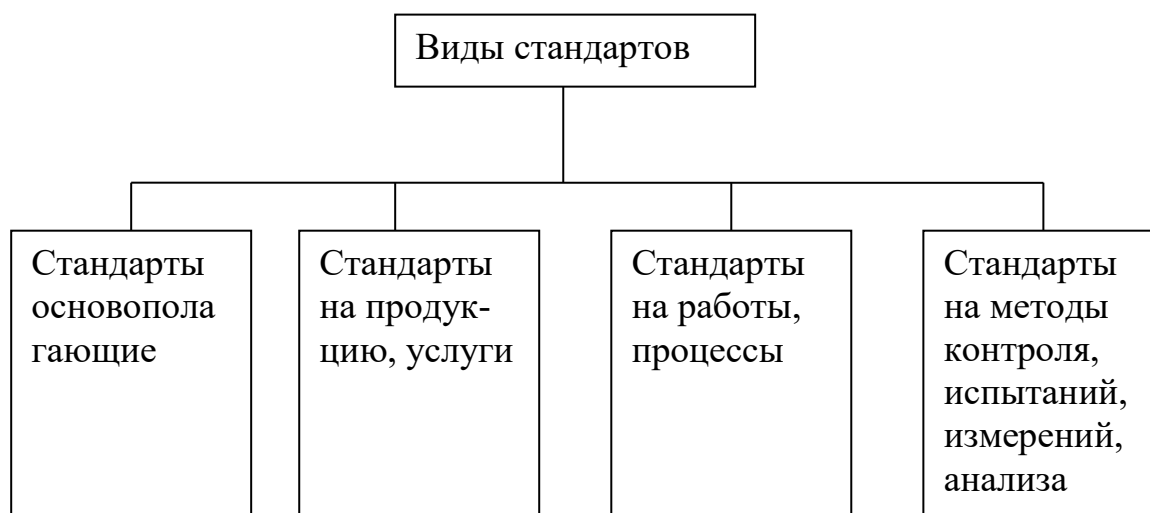 Виды стандартов
Стандарты
основопола
гающие
Стандарты
на продук-
цию, услуги
Стандарты
на работы,
процессы
Стандарты
на методы
контроля,
испытаний,
измерений,
анализа